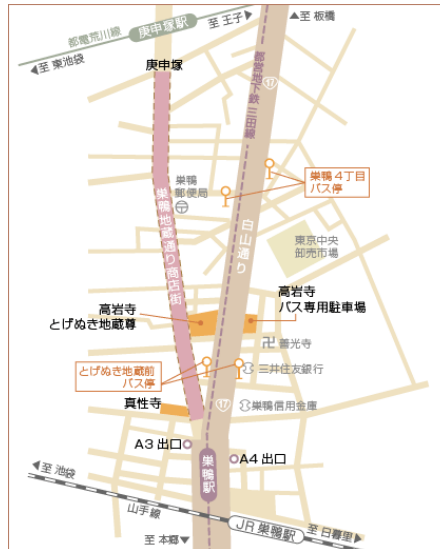 ▲至 板橋
至 王子▶
都電荒川線
庚申塚駅
◀至 東池袋
庚申塚
都営地下鉄 三田線
17
巣鴨
郵便局
巣鴨4丁目
バス停
巣鴨地蔵通り商店街
白山通り
東京中央
卸売市場
高岩寺
とげぬき地蔵尊
高岩寺
バス専用駐車場
卍善光寺
とげぬき地蔵前
バス停
三井住友銀行
真性寺
17
巣鴨信用金庫
A3 出口
A4 出口
巣鴨駅
◀至 池袋
山手線
JR 巣鴨駅
至 日暮里▶
至 本郷▼